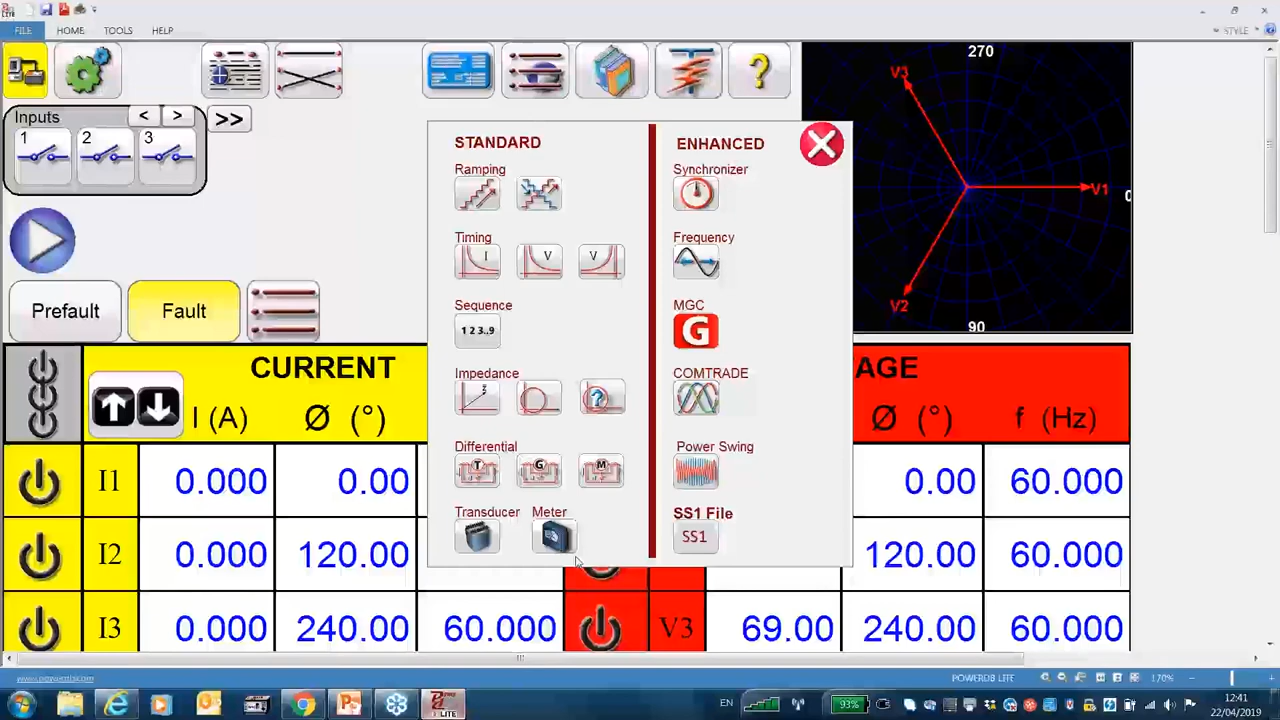 FILE HOME TOOLS HELP STYLE
Inputs < > >>
1 2 3
Prefault Fault
STANDARD
Ramping
Timing
I V V
Sequence
1 2 3..9
Impedance
Z ?
Differential
T G M
Transducer Meter
ENHANCED
Synchronizer
Frequency
MGC
G
COMTRADE
Power Swing
SS1 File
SS1
?
270
V3
V1
0
V2
90
CURRENT AGE
I (A) Ø (°) Ø (°) f (Hz)
I1 0.000 0.00 0.00 60.000
I2 0.000 120.00 120.00 60.000
I3 0.000 240.00 60.000 V3 69.00 240.00 60.000
www.powerdb.com POWERDB LITE 170%
LITE EN 93% 12:41
22/04/2019